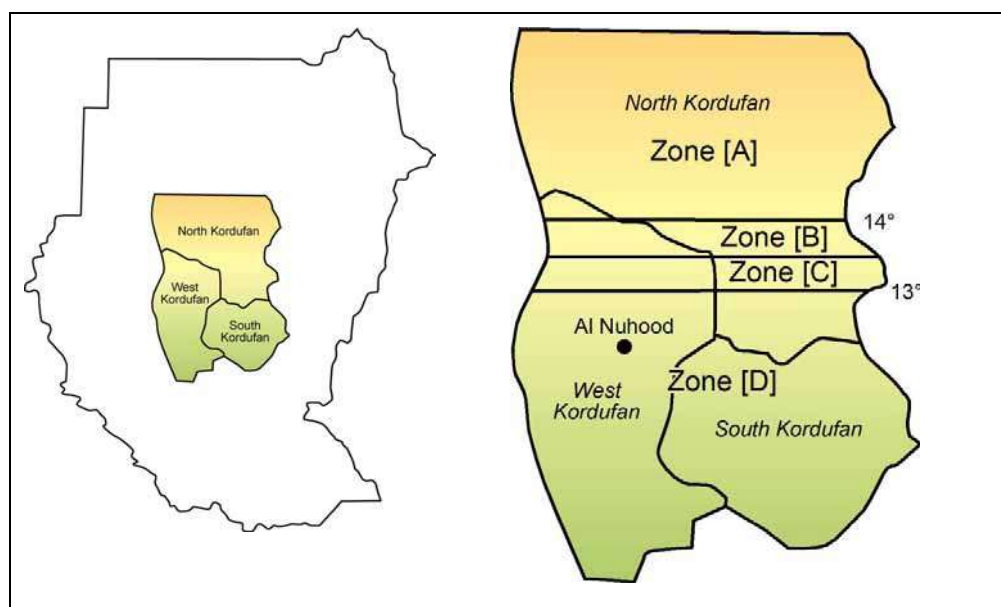 North Kordufan
West
Kordufan
South
Kordufan
North Kordufan
Zone [A]
14°
Zone [B]
Zone [C]
13°
Al Nuhood
Zone [D]
West
Kordufan
South Kordufan